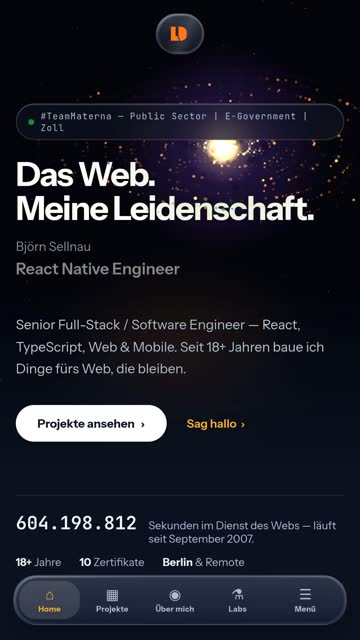 #TeamMaterna — Public Sector | E-Government |
Zoll
Das Web.
Meine Leidenschaft.
Björn Sellnau
React Native Engineer
Senior Full-Stack / Software Engineer — React,
TypeScript, Web & Mobile. Seit 18+ Jahren baue ich
Dinge fürs Web, die bleiben.
Projekte ansehen ›
Sag hallo ›
604.198.812
Sekunden im Dienst des Webs — läuft
seit September 2007.
18+ Jahre
10 Zertifikate
Berlin & Remote
Home
Projekte
Über mich
Labs
Menü